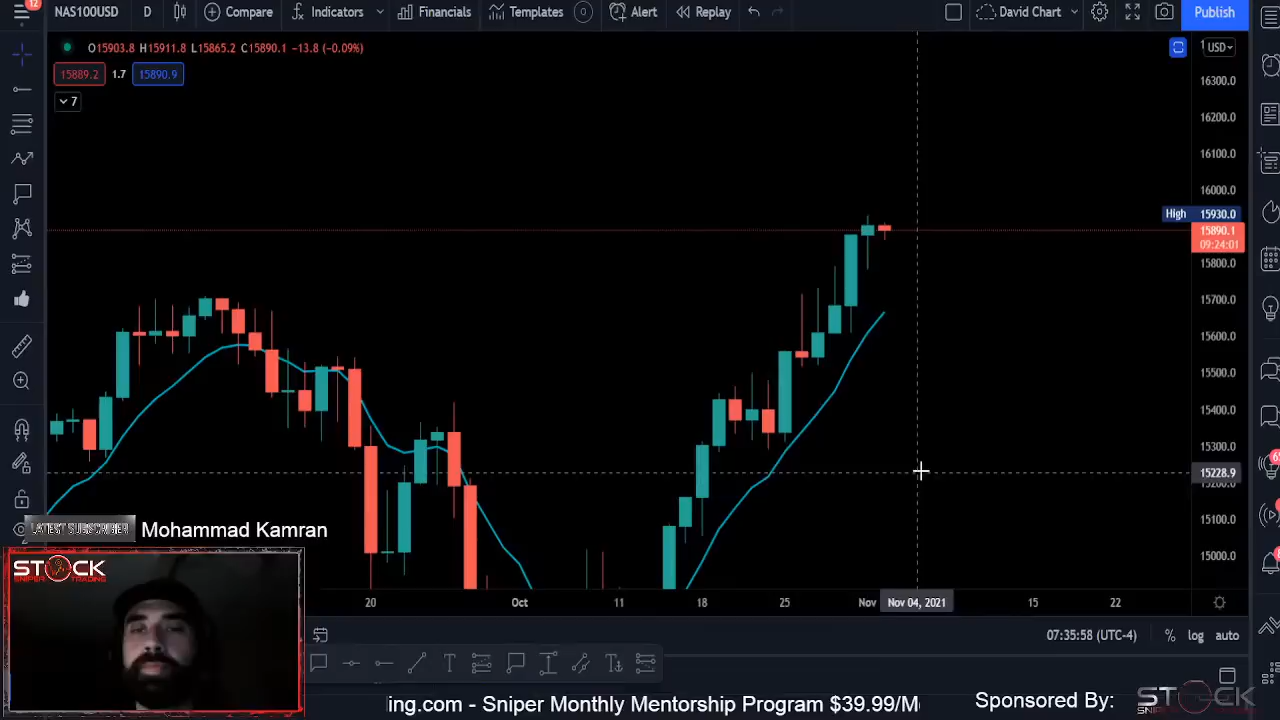 12
NAS100USD D Compare Indicators Financials Templates Alert Replay David Chart Publish
O15903.8 H15911.8 L15865.2 C15890.1 −13.8 (−0.09%)
USD
15889.2 1.7 15890.9
7
16300.0
16200.0
16100.0
16000.0
High 15930.0
15890.1
09:24:01
15800.0
15700.0
15600.0
15500.0
15400.0
15300.0
15228.9
15200.0
15100.0
15000.0
LATEST SUBSCRIBER Mohammad Kamran
STOCK
SNIPER TRADING
20 Oct 11 18 25 Nov Nov 04, 2021 15 22
07:35:58 (UTC-4) % log auto
ing.com - Sniper Monthly Mentorship Program $39.99/M
Sponsored By: STOCK